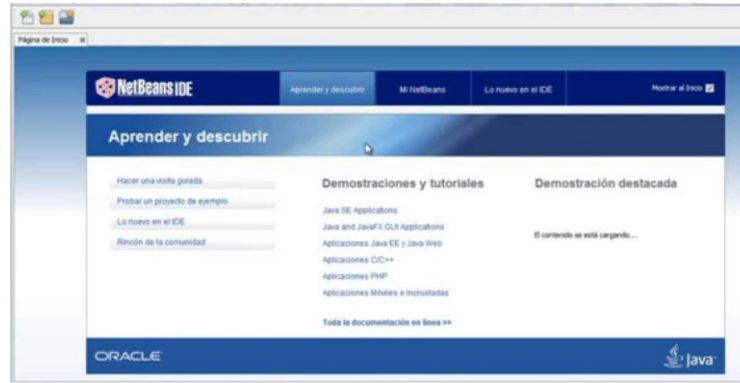 Página de Inicio
NetBeans IDE
Aprender y descubrir
Mi NetBeans
Lo nuevo en el IDE
Mostrar al Inicio
Aprender y descubrir
Hacer una visita guiada
Probar un proyecto de ejemplo
Lo nuevo en el IDE
Rincón de la comunidad
Demostraciones y tutoriales
Java SE Applications
Java and JavaFX GUI Applications
Aplicaciones Java EE y Java Web
Aplicaciones C/C++
Aplicaciones PHP
Aplicaciones Móviles e Incrustadas
Toda la documentación en línea >>
Demostración destacada
El contenido se está cargando...
ORACLE
Java